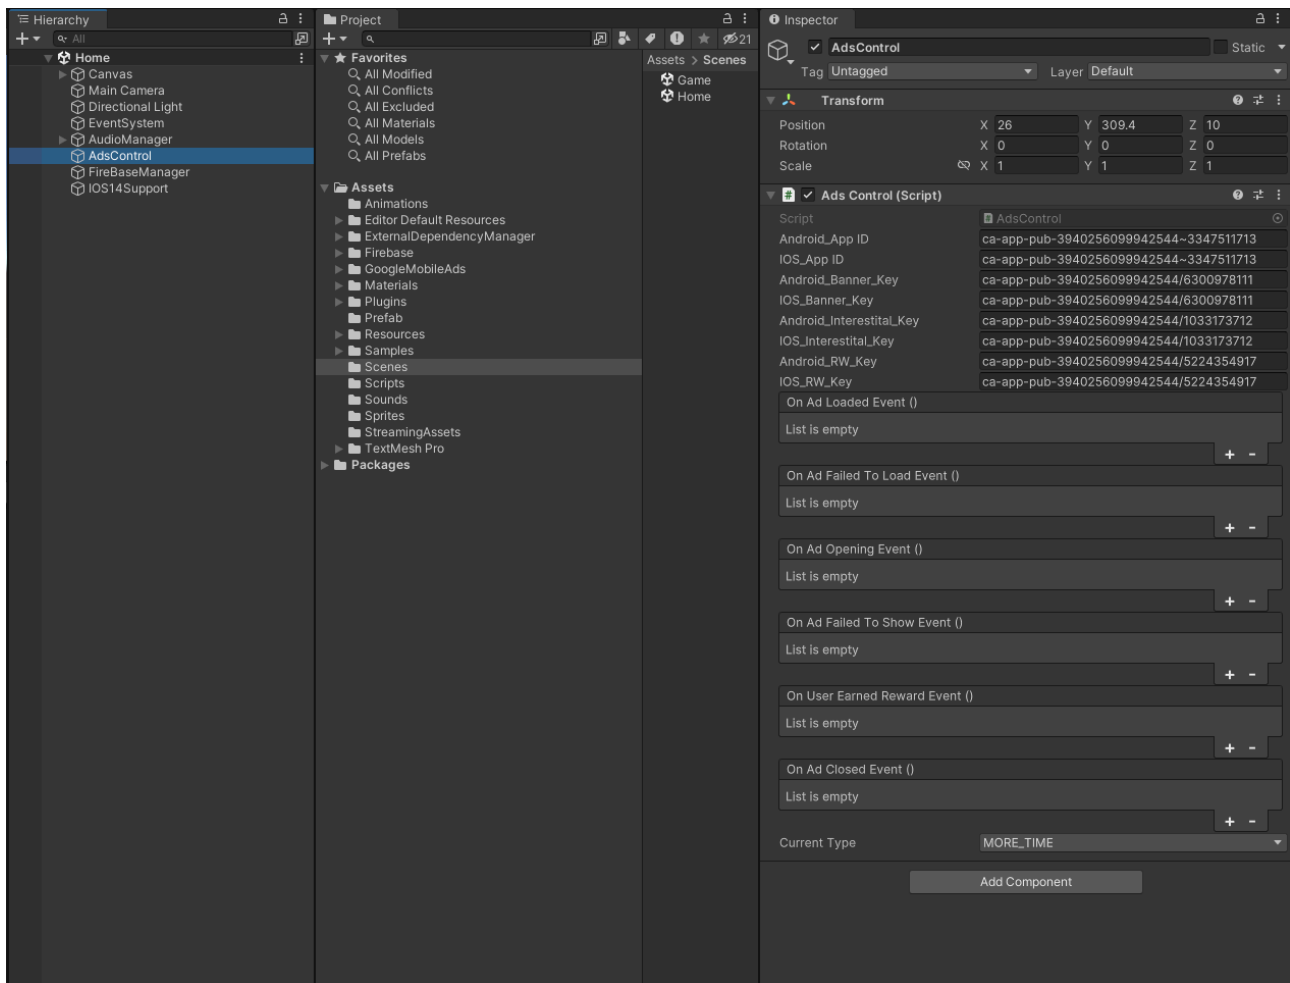 Hierarchy
All
Home
Canvas
Main Camera
Directional Light
EventSystem
AudioManager
AdsControl
FireBaseManager
IOS14Support
Project
21
Favorites
All Modified
All Conflicts
All Excluded
All Materials
All Models
All Prefabs
Assets
Animations
Editor Default Resources
ExternalDependencyManager
Firebase
GoogleMobileAds
Materials
Plugins
Prefab
Resources
Samples
Scenes
Scripts
Sounds
Sprites
StreamingAssets
TextMesh Pro
Packages
Assets > Scenes
Game
Home
Inspector
AdsControl Static
Tag Untagged Layer Default
Transform
Position X 26 Y 309.4 Z 10
Rotation X 0 Y 0 Z 0
Scale X 1 Y 1 Z 1
# Ads Control (Script)
Script AdsControl
Android_App ID ca-app-pub-3940256099942544~3347511713
IOS_App ID ca-app-pub-3940256099942544~3347511713
Android_Banner_Key ca-app-pub-3940256099942544/6300978111
IOS_Banner_Key ca-app-pub-3940256099942544/6300978111
Android_Interestital_Key ca-app-pub-3940256099942544/1033173712
IOS_Interestital_Key ca-app-pub-3940256099942544/1033173712
Android_RW_Key ca-app-pub-3940256099942544/5224354917
IOS_RW_Key ca-app-pub-3940256099942544/5224354917
On Ad Loaded Event ()
List is empty
+ -
On Ad Failed To Load Event ()
List is empty
+ -
On Ad Opening Event ()
List is empty
+ -
On Ad Failed To Show Event ()
List is empty
+ -
On User Earned Reward Event ()
List is empty
+ -
On Ad Closed Event ()
List is empty
+ -
Current Type MORE_TIME
Add Component